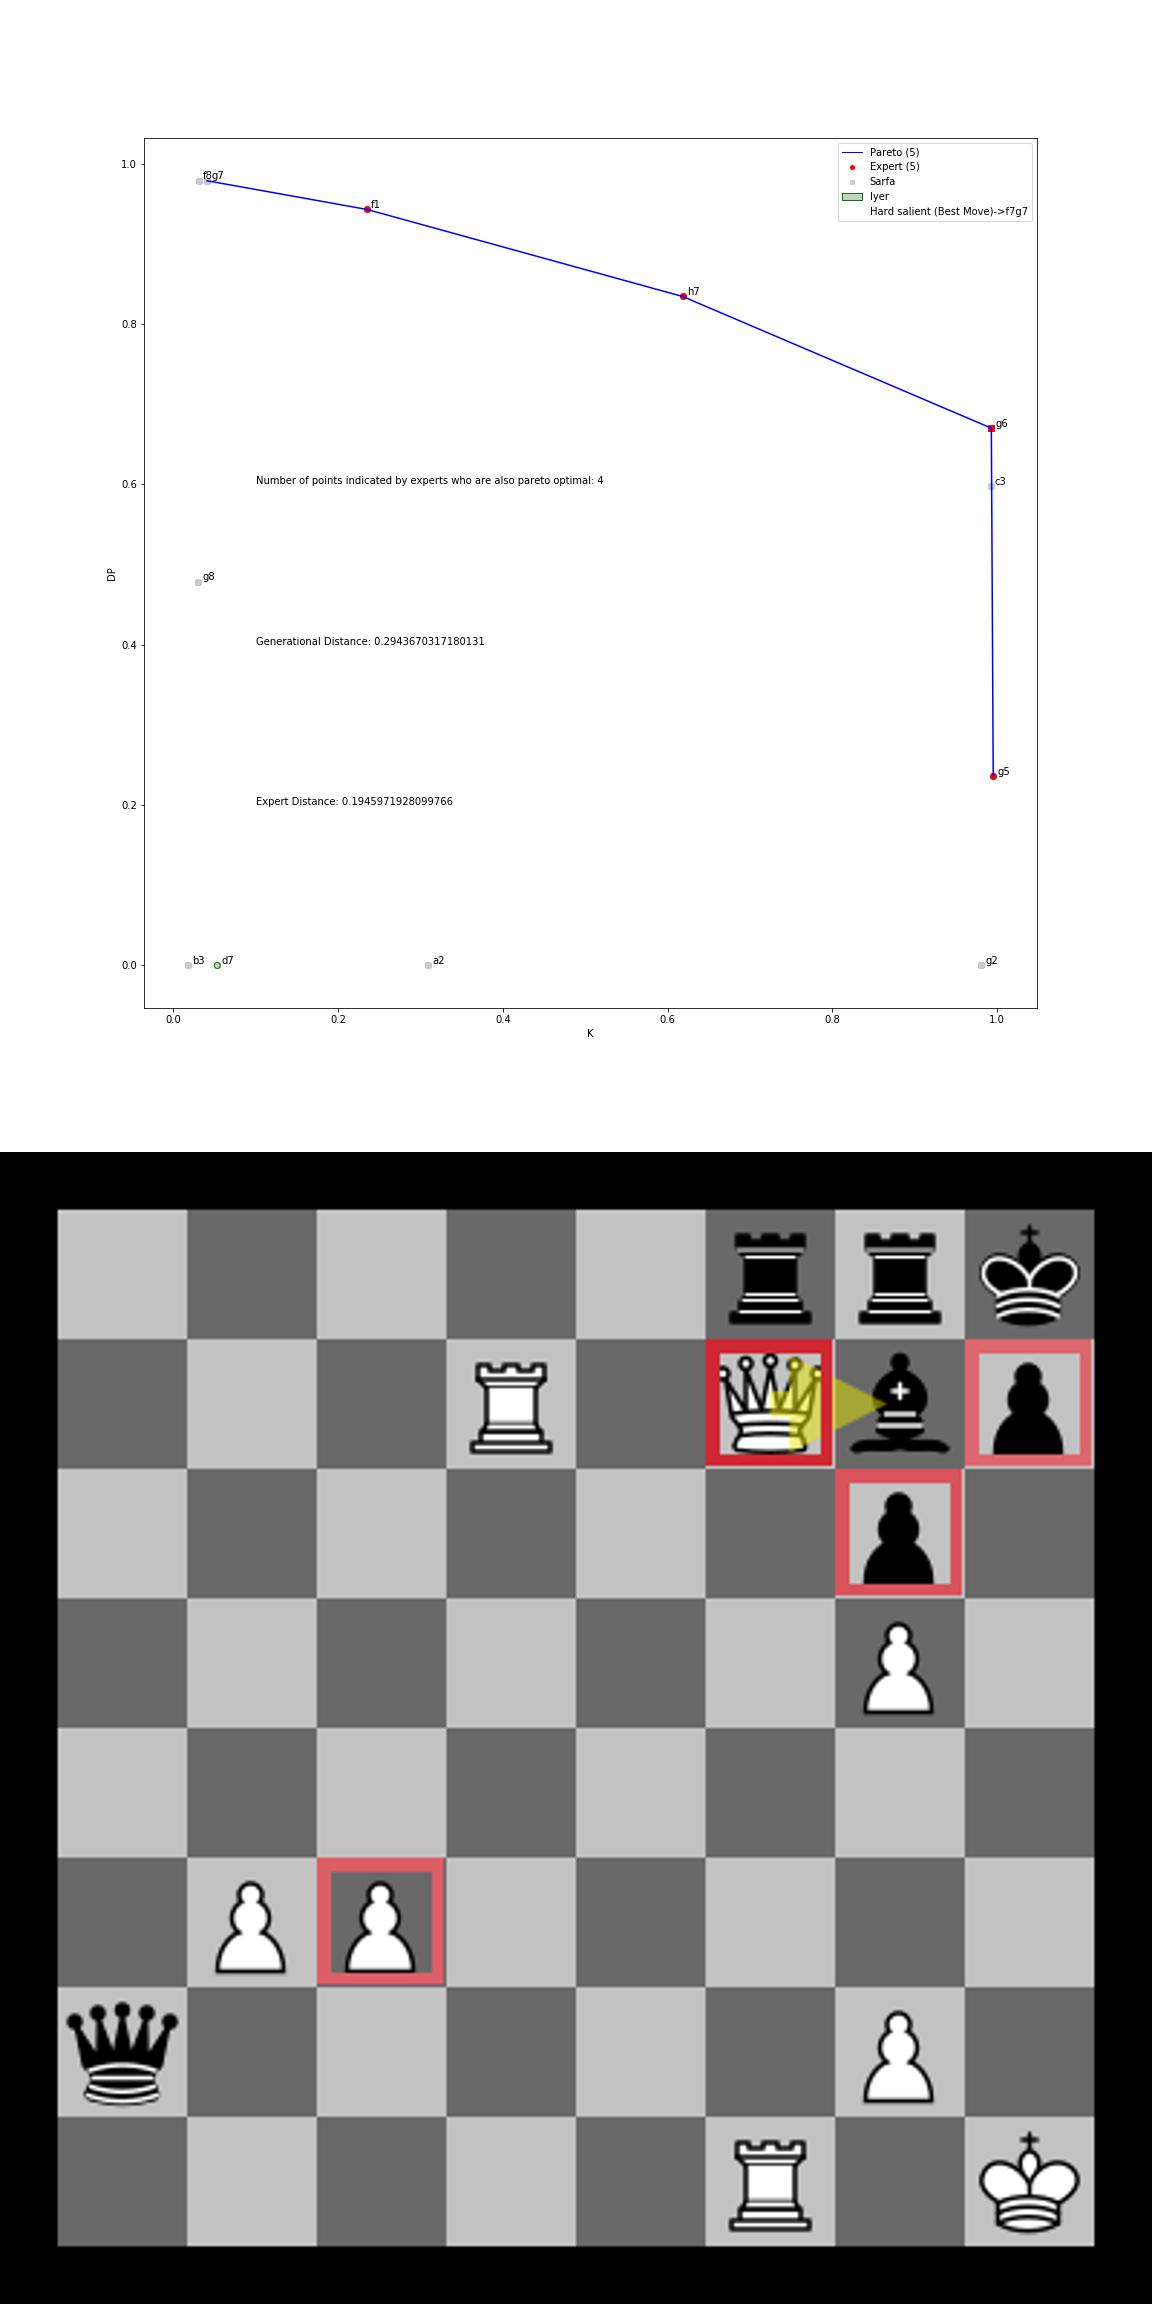 Pareto (5)
Expert (5)
Sarfa
Iyer
Hard salient (Best Move)->f7g7
1.0
f8g7
f1
0.8
h7
g6
c3
0.6
Number of points indicated by experts who are also pareto optimal: 4
DP
g8
0.4
Generational Distance: 0.2943670317180131
g5
0.2
Expert Distance: 0.1945971928099766
0.0
b3
d7
a2
g2
0.0 0.2 0.4 0.6 0.8 1.0
K